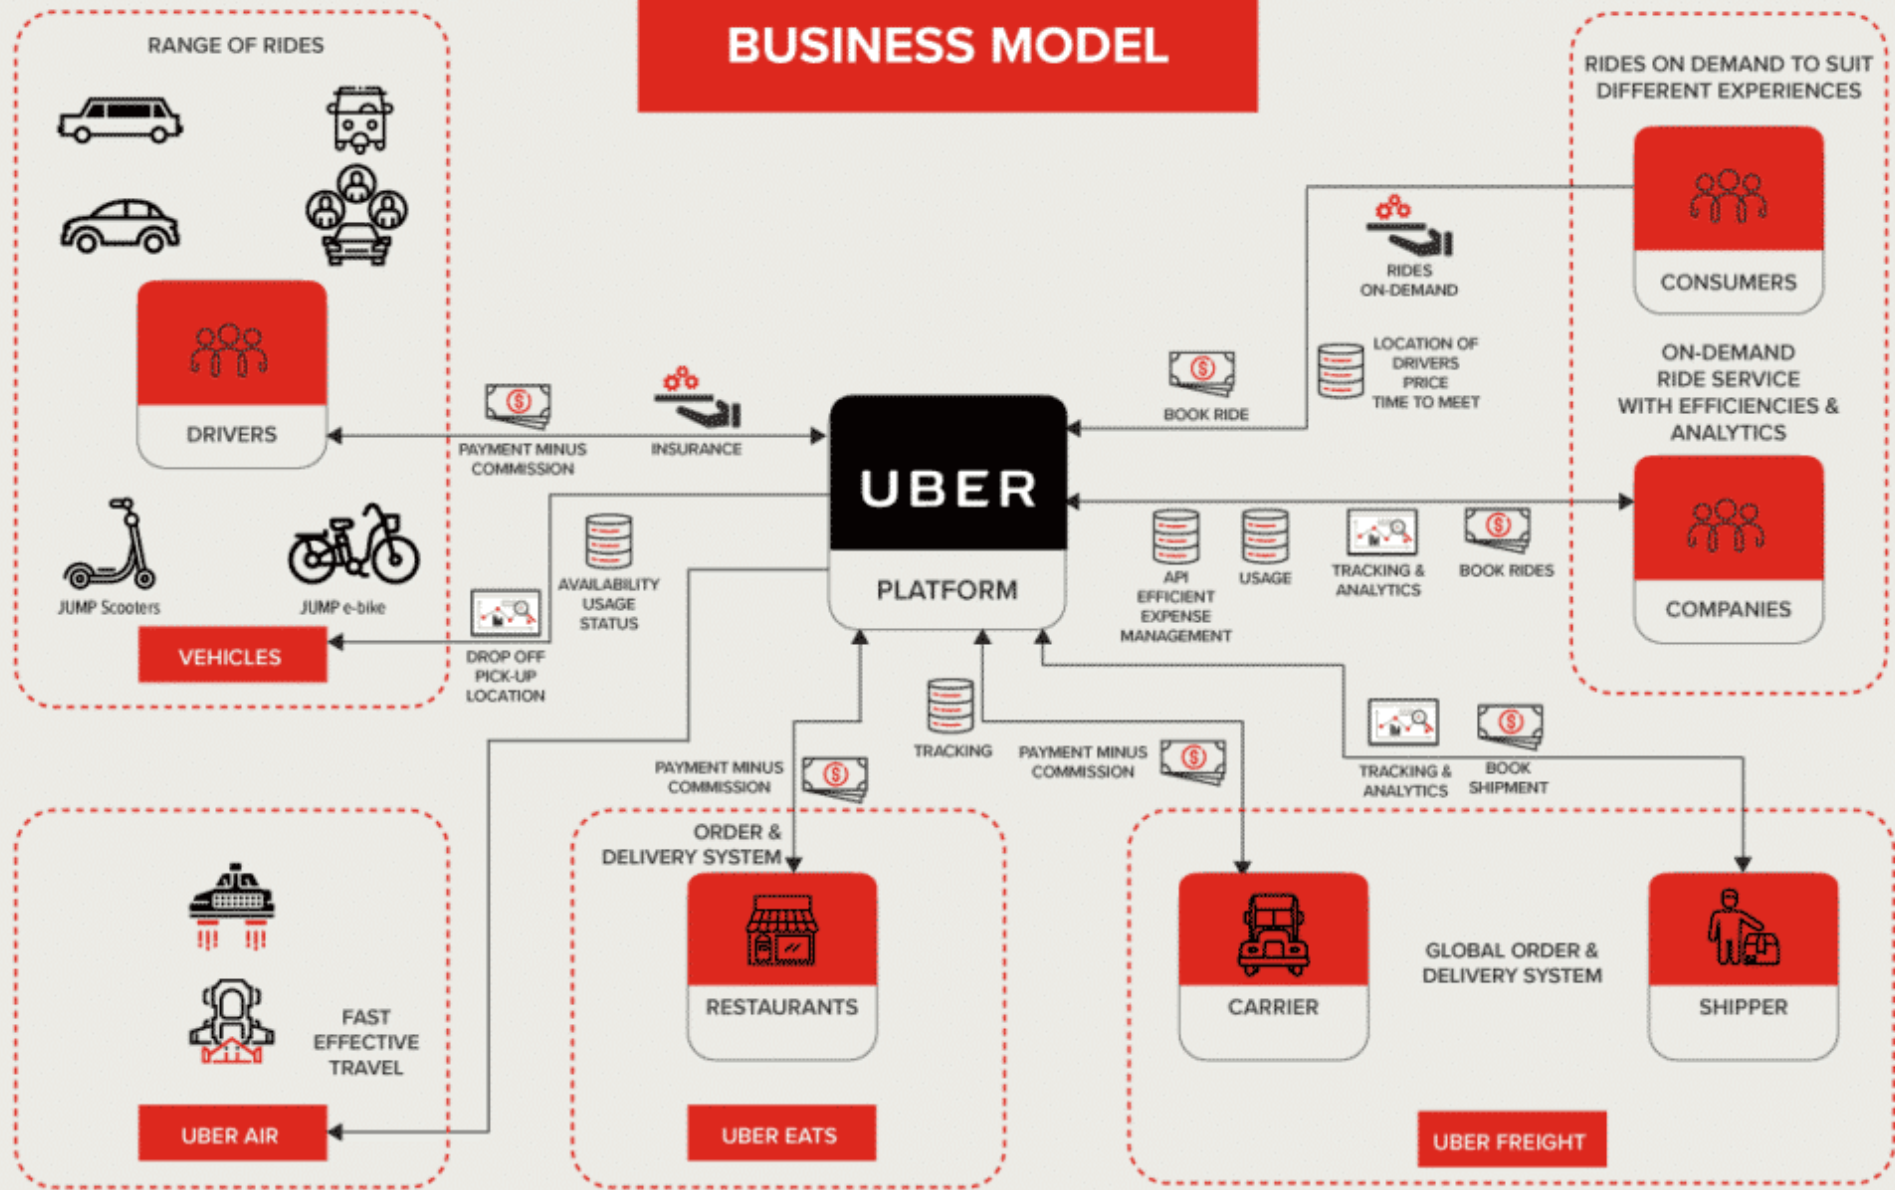 BUSINESS MODEL
RANGE OF RIDES
DRIVERS
JUMP Scooters
JUMP e-bike
VEHICLES
PAYMENT MINUS
COMMISSION
INSURANCE
AVAILABILITY
USAGE
STATUS
DROP OFF
PICK-UP
LOCATION
UBER
PLATFORM
RIDES ON DEMAND TO SUIT
DIFFERENT EXPERIENCES
CONSUMERS
RIDES
ON-DEMAND
LOCATION OF
DRIVERS
PRICE
TIME TO MEET
BOOK RIDE
ON-DEMAND
RIDE SERVICE
WITH EFFICIENCIES &
ANALYTICS
COMPANIES
API
EFFICIENT
EXPENSE
MANAGEMENT
USAGE
TRACKING &
ANALYTICS
BOOK RIDES
FAST
EFFECTIVE
TRAVEL
UBER AIR
PAYMENT MINUS
COMMISSION
ORDER &
DELIVERY SYSTEM
RESTAURANTS
UBER EATS
TRACKING
PAYMENT MINUS
COMMISSION
TRACKING &
ANALYTICS
BOOK
SHIPMENT
CARRIER
GLOBAL ORDER &
DELIVERY SYSTEM
SHIPPER
UBER FREIGHT